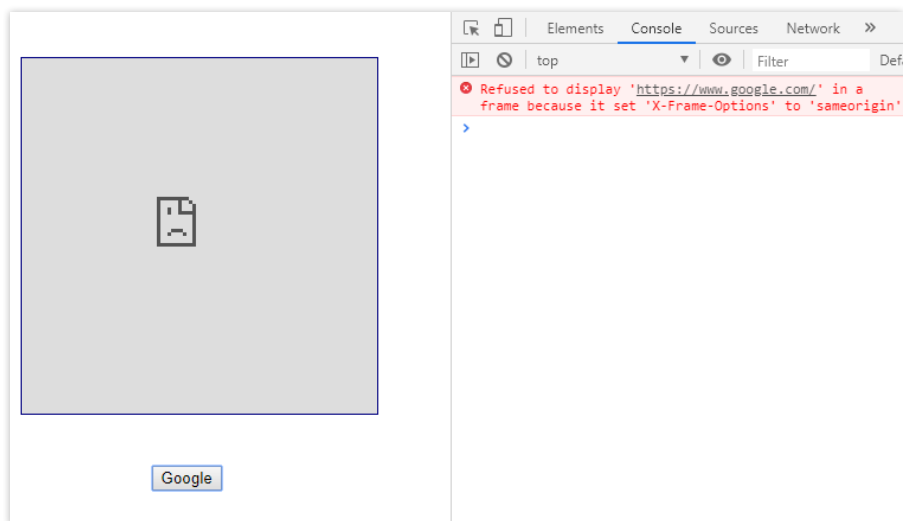 Elements Console Sources Network »
top ▼ Filter Defa
Refused to display 'https://www.google.com/' in a
frame because it set 'X-Frame-Options' to 'sameorigin'
>
Google